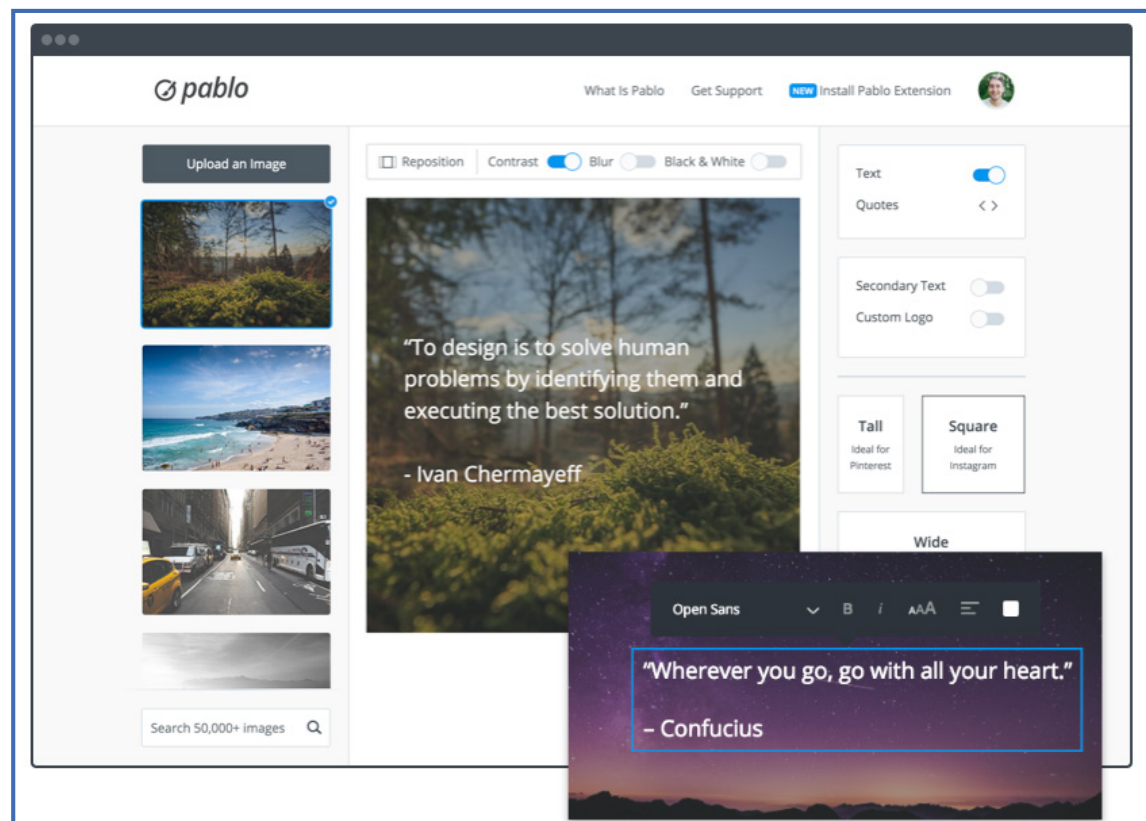 pablo
What Is Pablo Get Support NEW Install Pablo Extension
Upload an Image
Search 50,000+ images
Reposition Contrast Blur Black & White
“To design is to solve human
problems by identifying them and
executing the best solution.”
- Ivan Chermayeff
Text
Quotes < >
Secondary Text
Custom Logo
Tall
Ideal for
Pinterest
Square
Ideal for
Instagram
Wide
Open Sans B i AAA
“Wherever you go, go with all your heart.”
– Confucius